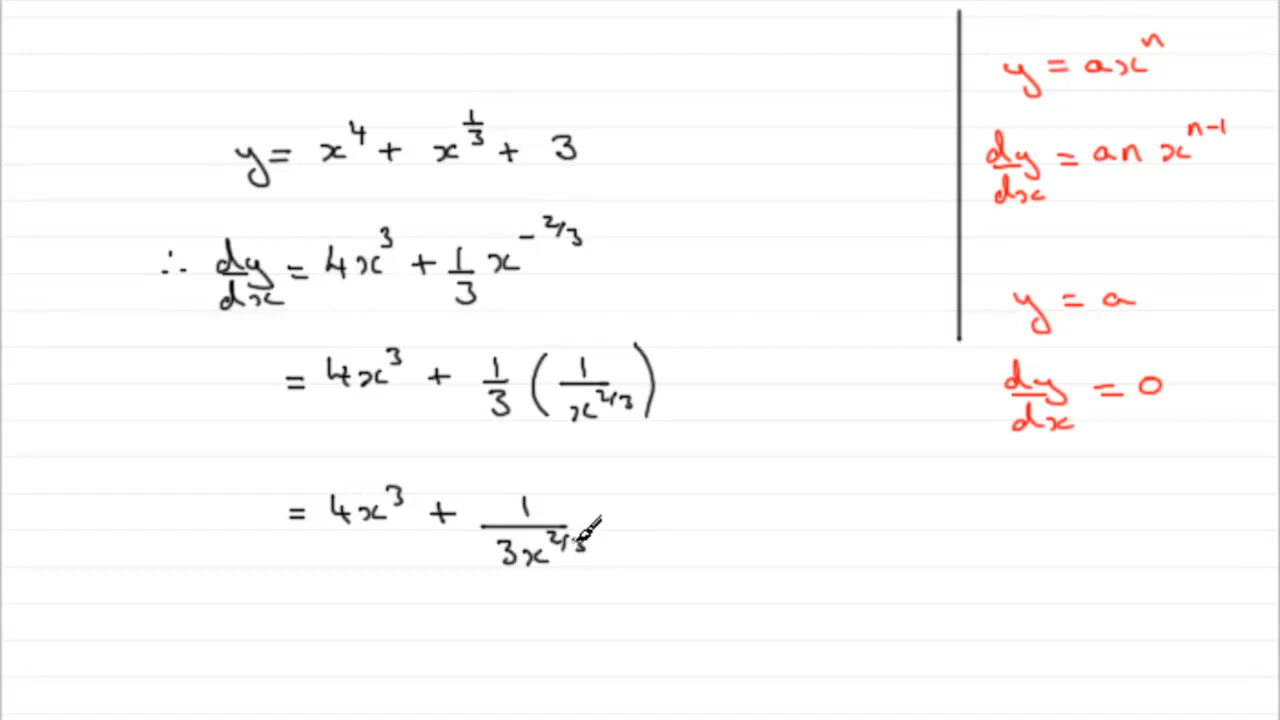 y = x^4 + x^{1/3} + 3
∴ dy/dx = 4x^3 + 1/3 x^{-2/3}
= 4x^3 + 1/3 (1/x^{2/3})
= 4x^3 + 1/3x^{2/3}
y = ax^n
dy/dx = an x^{n-1}
y = a
dy/dx = 0